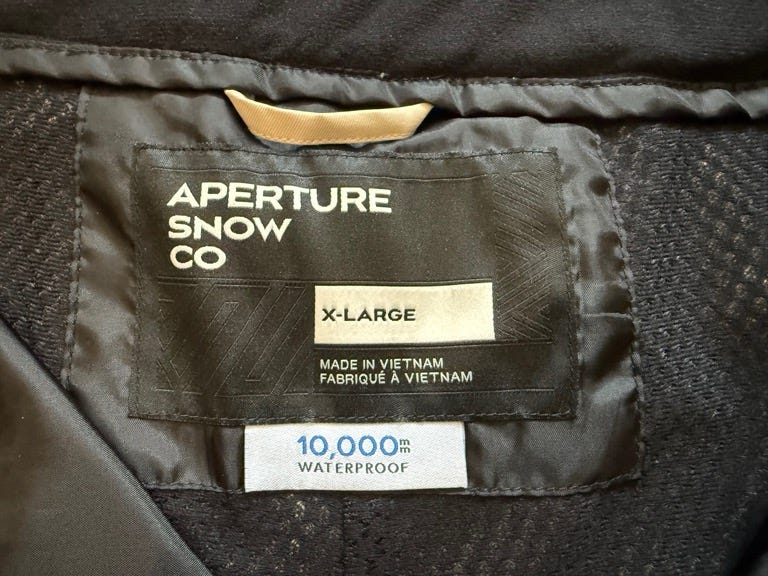 APERTURE
SNOW
CO
X-LARGE
MADE IN VIETNAM
FABRIQUÉ À VIETNAM
10,000mm
WATERPROOF